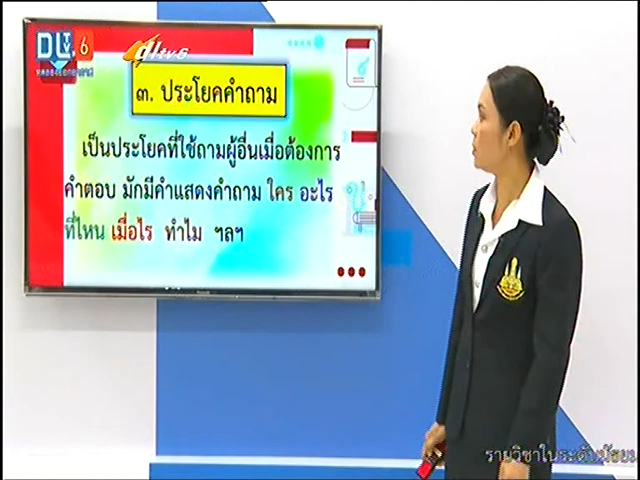 DLTV 6
dltv6
๓. ประโยคคำถาม
เป็นประโยคที่ใช้ถามผู้อื่นเมื่อต้องการ
คำตอบ มักมีคำแสดงคำถาม ใคร อะไร
ที่ไหน เมื่อไร ทำไม ฯลฯ
รายวิชาในระดับ